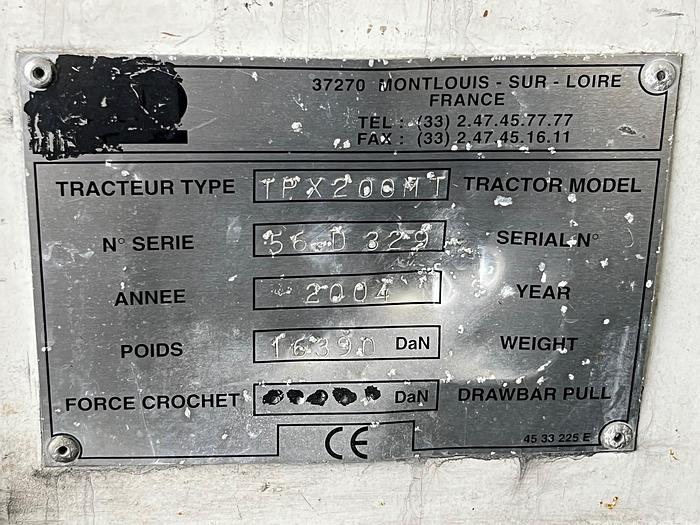 37270 MONTLOUIS - SUR - LOIRE
FRANCE
TEL : (33) 2.47.45.77.77
FAX : (33) 2.47.45.16.11
TRACTEUR TYPE TPX200MT TRACTOR MODEL
N° SERIE 56 D 329 SERIAL N°
ANNEE 2004 YEAR
POIDS 16390 DaN WEIGHT
FORCE CROCHET DaN DRAWBAR PULL
CE
45 33 225 E